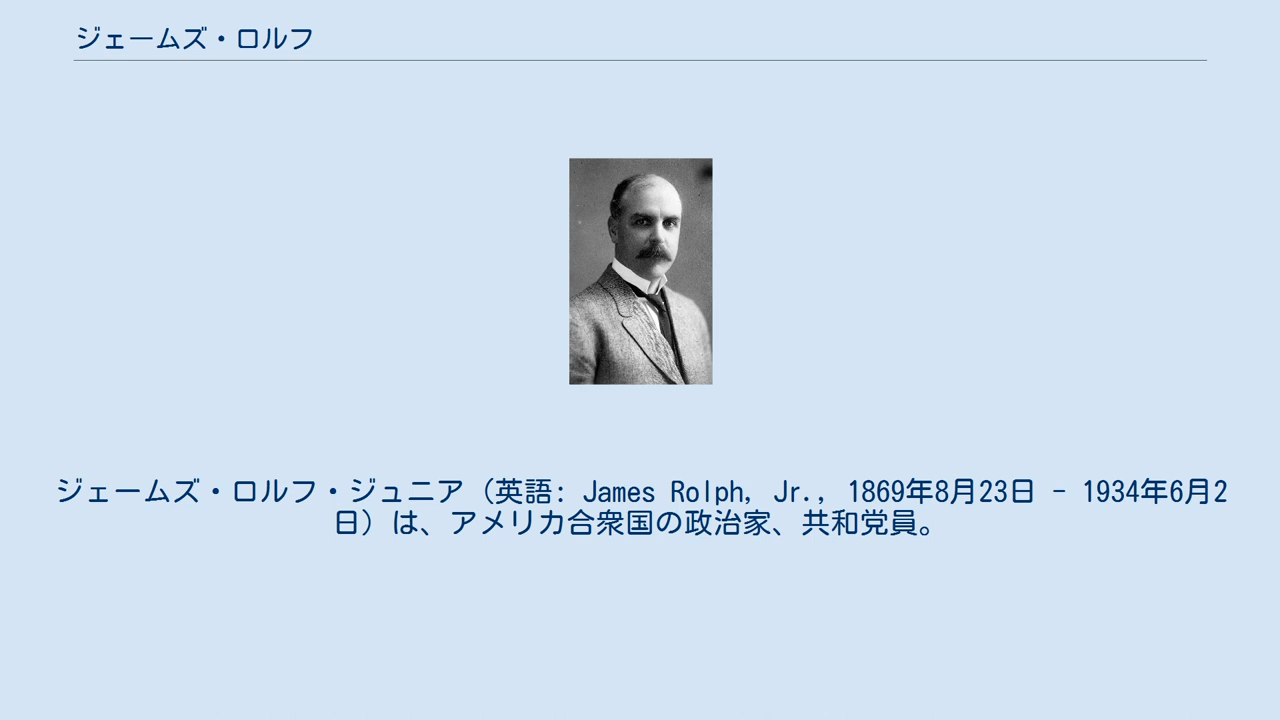 ジェームズ・ロルフ
ジェームズ・ロルフ・ジュニア（英語: James Rolph, Jr., 1869年8月23日 - 1934年6月2
日）は、アメリカ合衆国の政治家、共和党員。